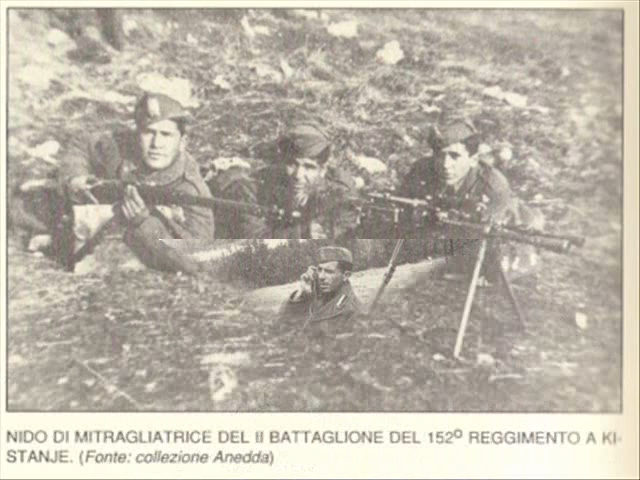 NIDO DI MITRAGLIATRICE DEL II BATTAGLIONE DEL 152º REGGIMENTO A KI-
STANJE. (Fonte: collezione Anedda)